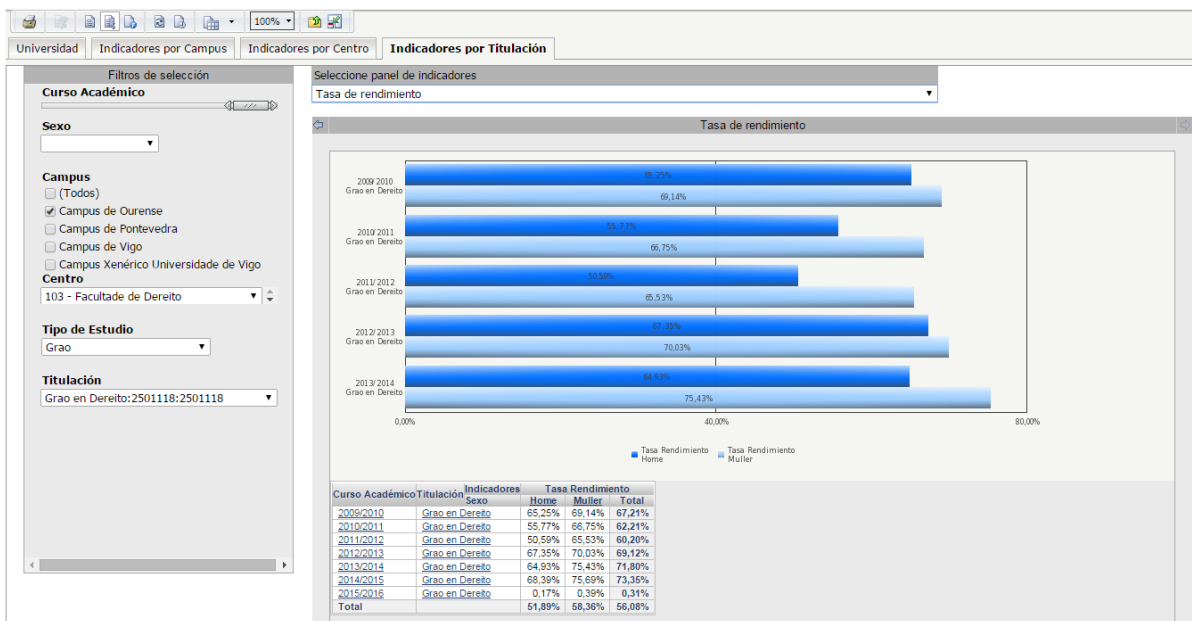 100%
Universidad Indicadores por Campus Indicadores por Centro Indicadores por Titulación
Filtros de selección
Curso Académico
Sexo
Campus
(Todos)
Campus de Ourense
Campus de Pontevedra
Campus de Vigo
Campus Xenérico Universidade de Vigo
Centro
103 - Facultade de Dereito
Tipo de Estudio
Grao
Titulación
Grao en Dereito:2501118:2501118
Seleccione panel de indicadores
Tasa de rendimiento
Tasa de rendimiento
2009/2010
Grao en Dereito
65,25%
69,14%
2010/2011
Grao en Dereito
55,77%
66,75%
2011/2012
Grao en Dereito
50,59%
65,53%
2012/2013
Grao en Dereito
67,35%
70,03%
2013/2014
Grao en Dereito
64,93%
75,43%
0,00% 40,00% 80,00%
Tasa Rendimiento Home
Tasa Rendimiento Muller
Curso Académico Titulación Indicadores Tasa Rendimiento
Sexo Home Muller Total
2009/2010 Grao en Dereito 65,25% 69,14% 67,21%
2010/2011 Grao en Dereito 55,77% 66,75% 62,21%
2011/2012 Grao en Dereito 50,59% 65,53% 60,20%
2012/2013 Grao en Dereito 67,35% 70,03% 69,12%
2013/2014 Grao en Dereito 64,93% 75,43% 71,80%
2014/2015 Grao en Dereito 68,39% 75,69% 73,35%
2015/2016 Grao en Dereito 0,17% 0,39% 0,31%
Total 51,89% 58,36% 56,08%